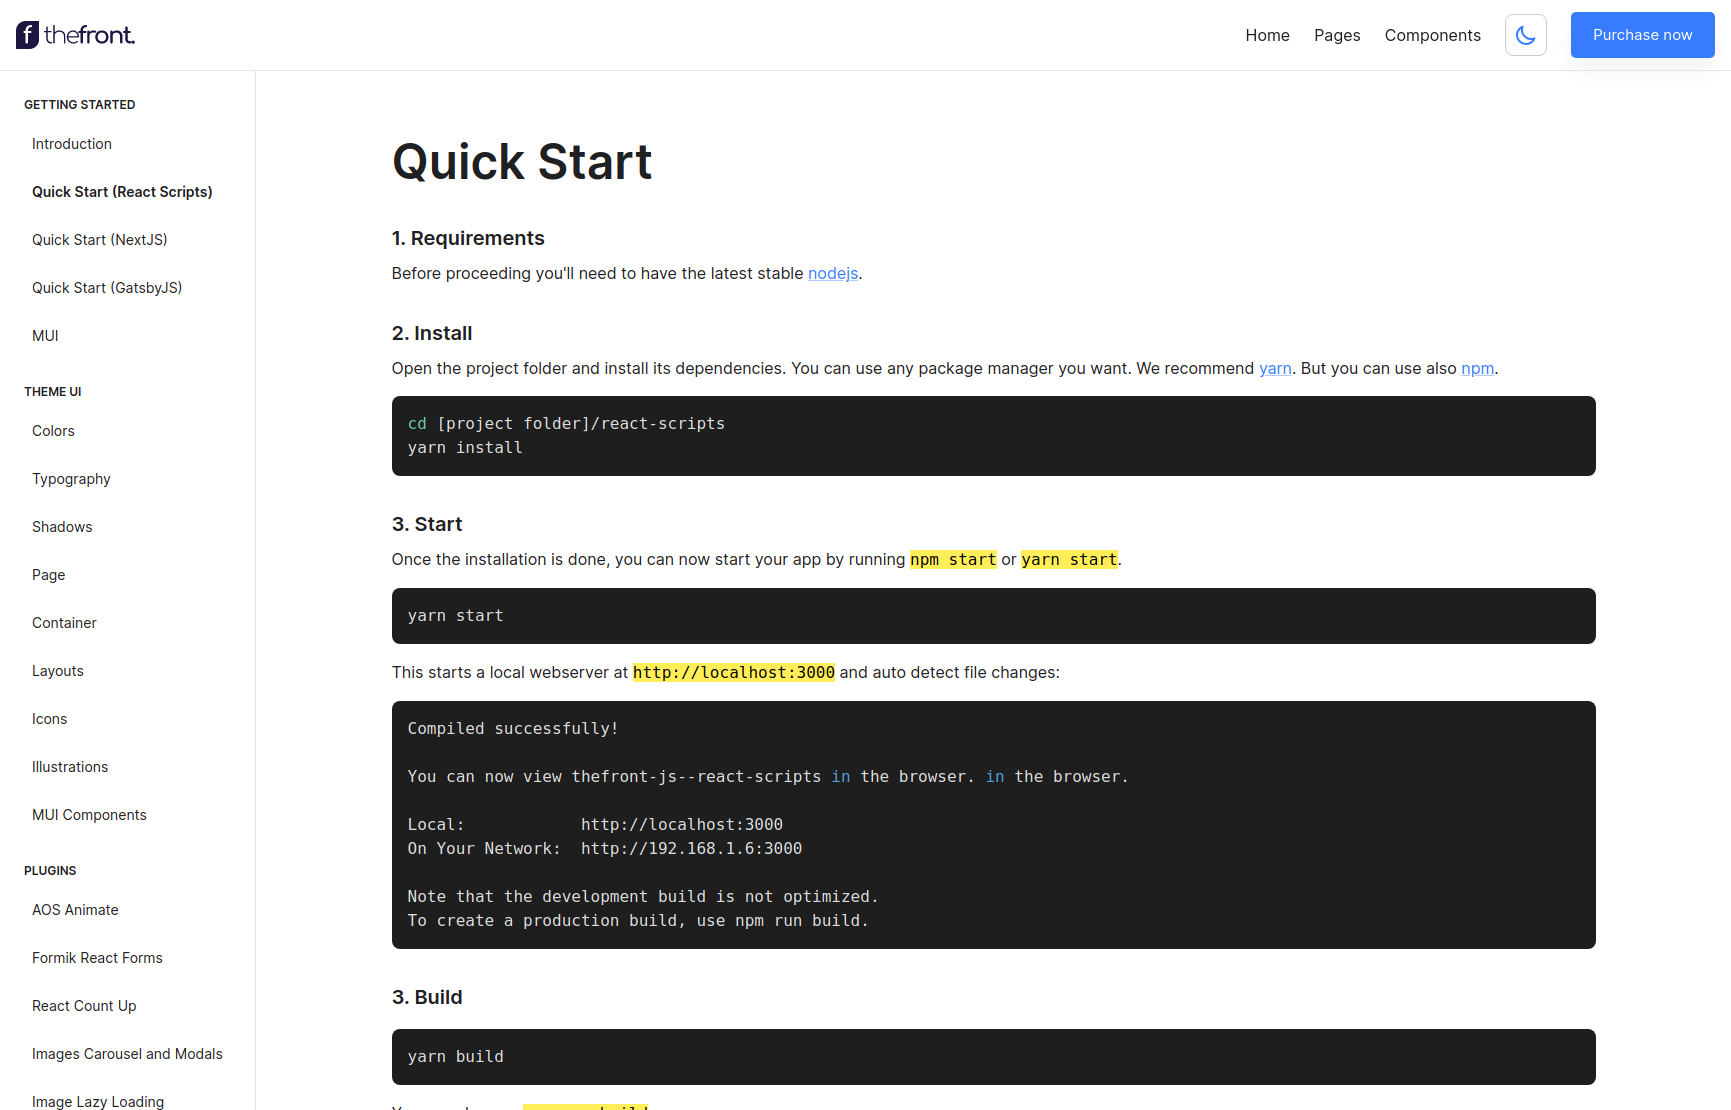 thefront.
Home
Pages
Components
Purchase now
GETTING STARTED
Introduction
Quick Start (React Scripts)
Quick Start (NextJS)
Quick Start (GatsbyJS)
MUI
THEME UI
Colors
Typography
Shadows
Page
Container
Layouts
Icons
Illustrations
MUI Components
PLUGINS
AOS Animate
Formik React Forms
React Count Up
Images Carousel and Modals
Image Lazy Loading
Quick Start
1. Requirements
Before proceeding you'll need to have the latest stable nodejs.
2. Install
Open the project folder and install its dependencies. You can use any package manager you want. We recommend yarn. But you can use also npm.
cd [project folder]/react-scripts
yarn install
3. Start
Once the installation is done, you can now start your app by running npm start or yarn start.
yarn start
This starts a local webserver at http://localhost:3000 and auto detect file changes:
Compiled successfully!
You can now view thefront-js--react-scripts in the browser. in the browser.
Local: http://localhost:3000
On Your Network: http://192.168.1.6:3000
Note that the development build is not optimized.
To create a production build, use npm run build.
3. Build
yarn build